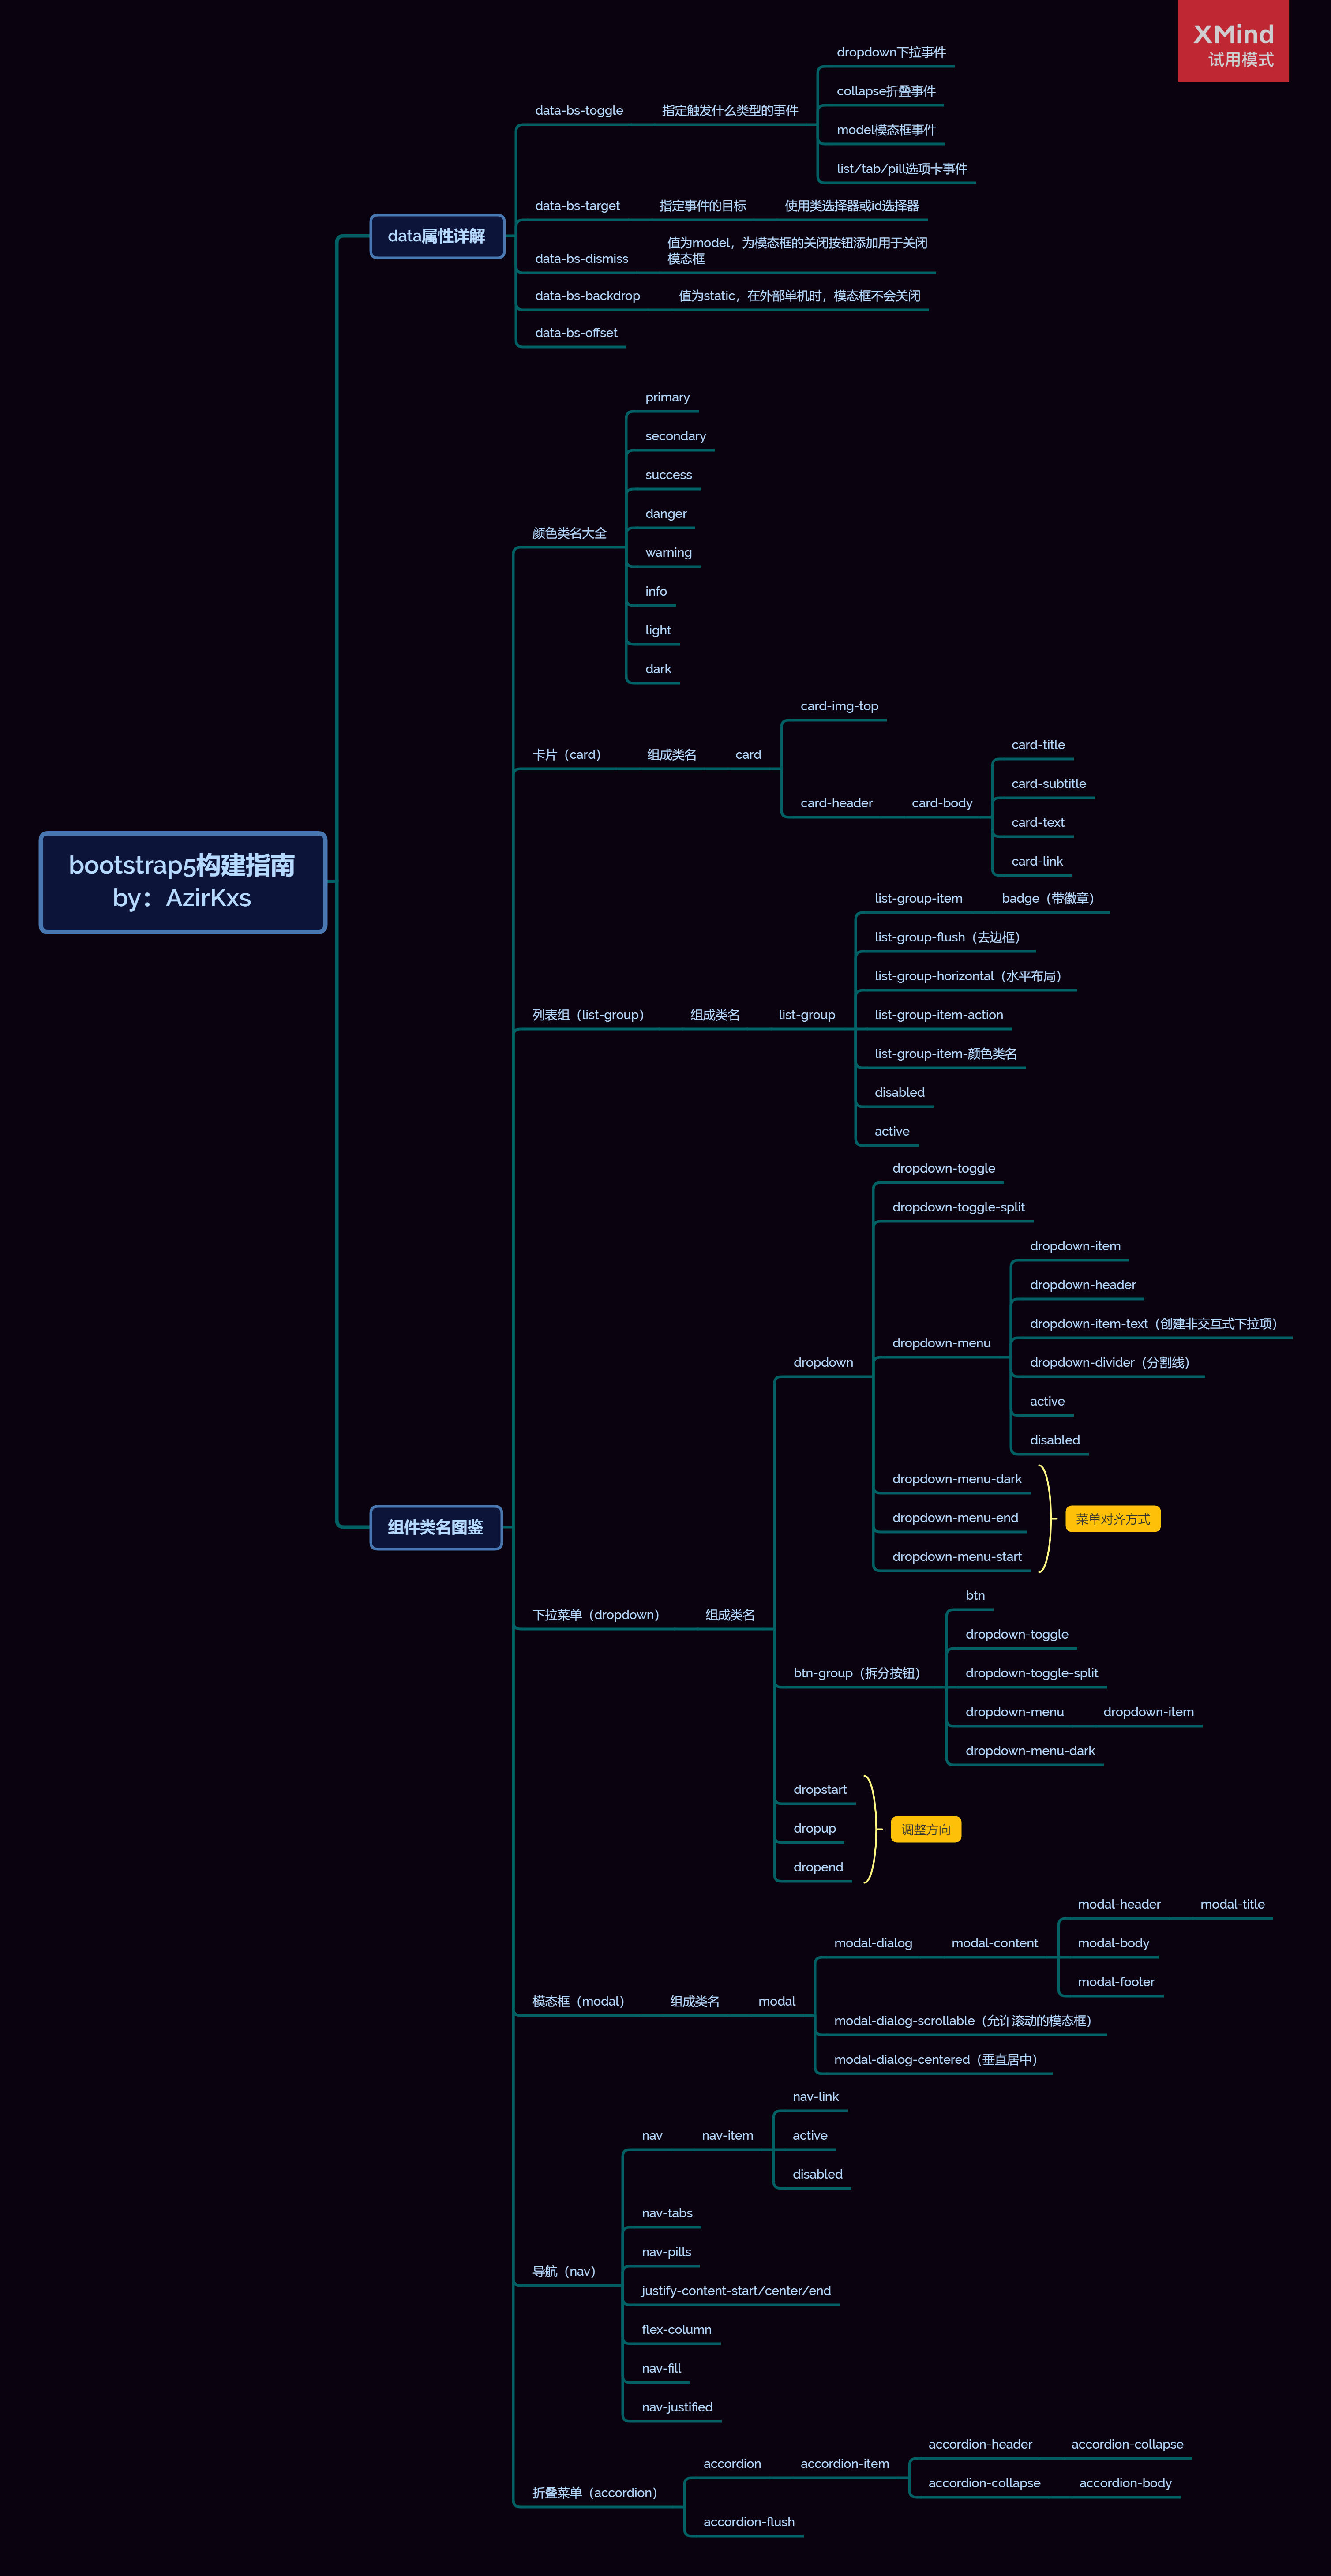 XMind
试用模式
bootstrap5构建指南
by：AzirKxs
data属性详解
data-bs-toggle
指定触发什么类型的事件
dropdown下拉事件
collapse折叠事件
model模态框事件
list/tab/pill选项卡事件
data-bs-target
指定事件的目标
使用类选择器或id选择器
data-bs-dismiss
值为model，为模态框的关闭按钮添加用于关闭
模态框
data-bs-backdrop
值为static，在外部单机时，模态框不会关闭
data-bs-offset
组件类名图鉴
颜色类名大全
primary
secondary
success
danger
warning
info
light
dark
卡片（card）
组成类名
card
card-img-top
card-header
card-body
card-title
card-subtitle
card-text
card-link
列表组（list-group）
组成类名
list-group
list-group-item
badge（带徽章）
list-group-flush（去边框）
list-group-horizontal（水平布局）
list-group-item-action
list-group-item-颜色类名
disabled
active
下拉菜单（dropdown）
组成类名
dropdown
dropdown-toggle
dropdown-toggle-split
dropdown-menu
dropdown-item
dropdown-header
dropdown-item-text（创建非交互式下拉项）
dropdown-divider（分割线）
active
disabled
dropdown-menu-dark
dropdown-menu-end
dropdown-menu-start
菜单对齐方式
btn-group（拆分按钮）
btn
dropdown-toggle
dropdown-toggle-split
dropdown-menu
dropdown-item
dropdown-menu-dark
dropstart
dropup
dropend
调整方向
模态框（modal）
组成类名
modal
modal-dialog
modal-content
modal-header
modal-title
modal-body
modal-footer
modal-dialog-scrollable（允许滚动的模态框）
modal-dialog-centered（垂直居中）
导航（nav）
nav
nav-item
nav-link
active
disabled
nav-tabs
nav-pills
justify-content-start/center/end
flex-column
nav-fill
nav-justified
折叠菜单（accordion）
accordion
accordion-item
accordion-header
accordion-collapse
accordion-collapse
accordion-body
accordion-flush